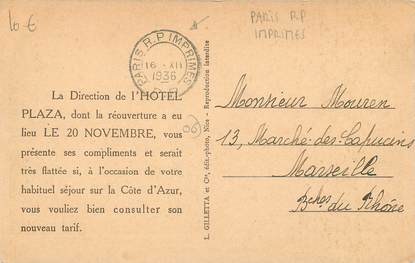 10 €
PARIS R.P
IMPRIMES
PARIS R.P IMPRIMES
16 - XII
1936
La Direction de l'HOTEL
PLAZA, dont la réouverture a eu
lieu LE 20 NOVEMBRE, vous
présente ses compliments et serait
très flattée si, à l'occasion de votre
habituel séjour sur la Côte d'Azur,
vous vouliez bien consulter son
nouveau tarif.
L. GILLETTA et Cie, édit.-photo, Nice - Reproduction interdite
Monsieur Mouren
13, Marché-des-Capucins
Marseille
Bches du Rhône